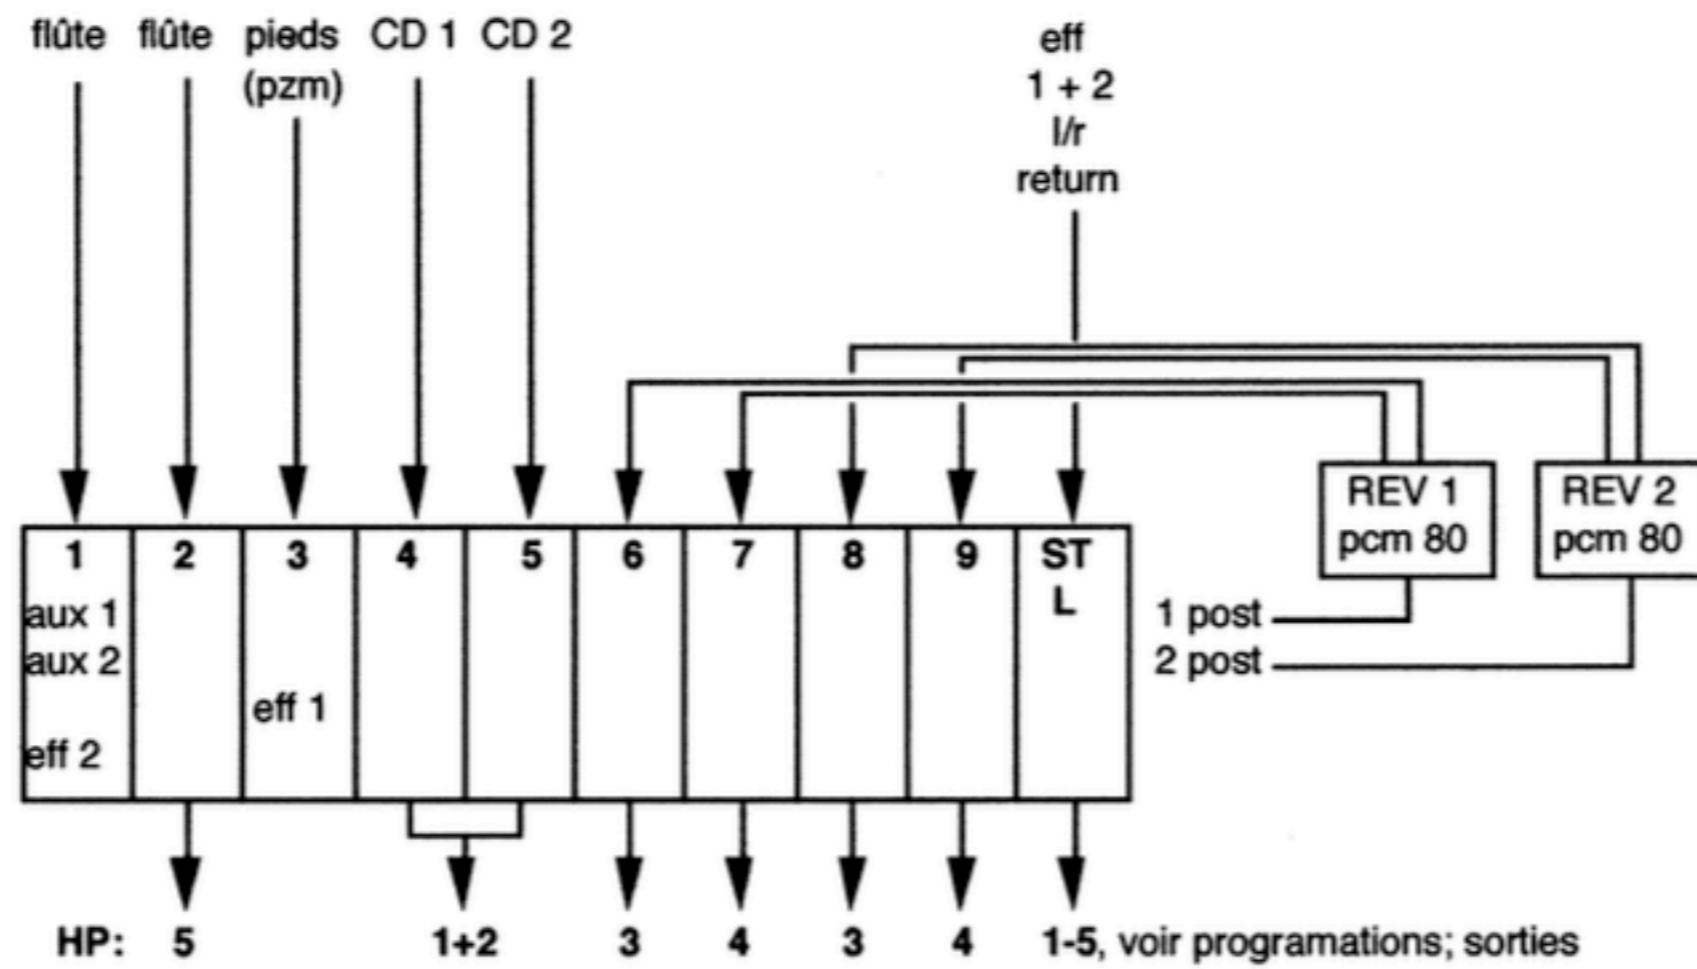 flûte flûte pieds CD 1 CD 2
(pzm)
eff
1 + 2
l/r
return
REV 1
pcm 80
REV 2
pcm 80
1 2 3 4 5 6 7 8 9 ST
L
aux 1
aux 2
eff 1
eff 2
1 post
2 post
HP: 5 1+2 3 4 3 4 1-5, voir programations; sorties